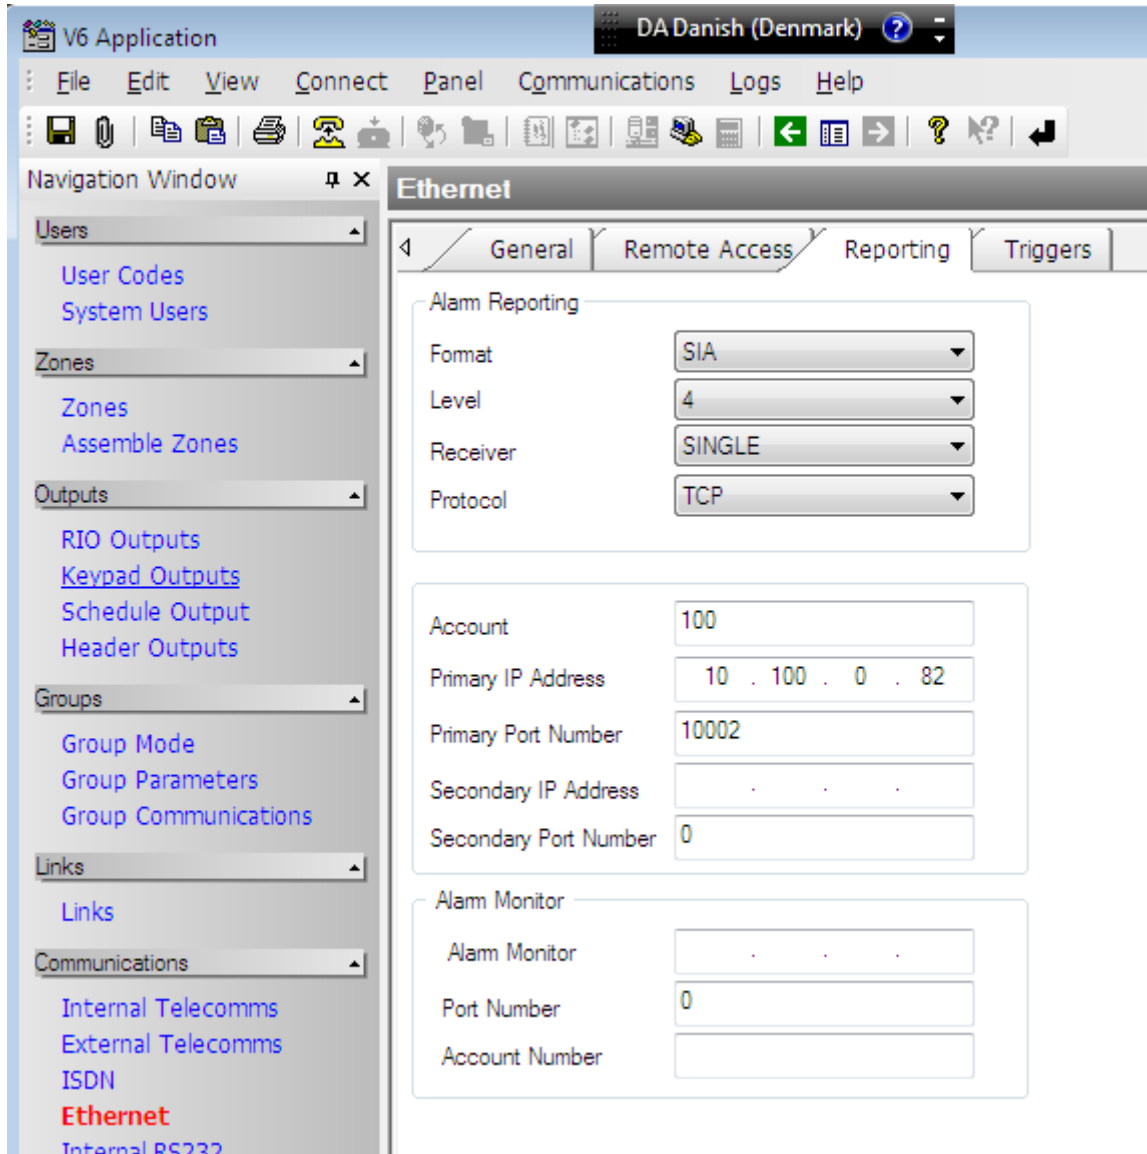 V6 Application
DA Danish (Denmark)
File Edit View Connect Panel Communications Logs Help
Navigation Window
Ethernet
Users
User Codes
System Users
Zones
Zones
Assemble Zones
Outputs
RIO Outputs
Keypad Outputs
Schedule Output
Header Outputs
Groups
Group Mode
Group Parameters
Group Communications
Links
Links
Communications
Internal Telecomms
External Telecomms
ISDN
Ethernet
Internal RS232
General Remote Access Reporting Triggers
Alarm Reporting
Format SIA
Level 4
Receiver SINGLE
Protocol TCP
Account 100
Primary IP Address 10 . 100 . 0 . 82
Primary Port Number 10002
Secondary IP Address . . .
Secondary Port Number 0
Alarm Monitor
Alarm Monitor . . .
Port Number 0
Account Number